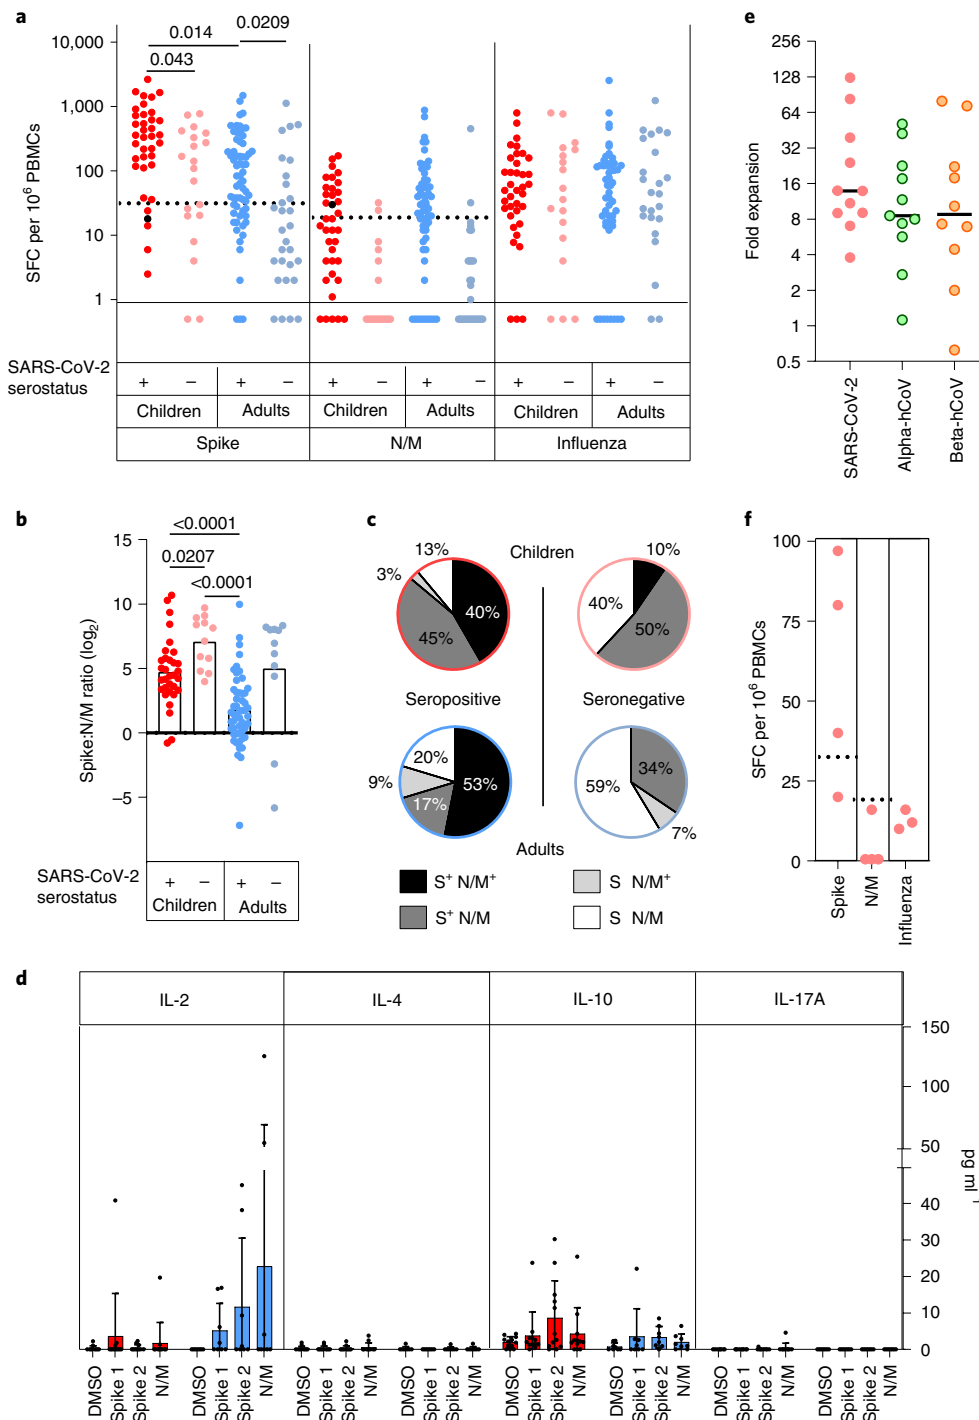 a
10,000
1,000
100
10
1
SFC per 10⁶ PBMCs
0.014
0.0209
0.043
SARS-CoV-2 serostatus
+ – + – + – + – + – + –
Children Adults Children Adults Children Adults
Spike N/M Influenza
e
256
128
64
32
16
8
4
2
1
0.5
Fold expansion
SARS-CoV-2
Alpha-hCoV
Beta-hCoV
b
15
10
5
0
–5
Spike:N/M ratio (log₂)
<0.0001
0.0207
<0.0001
SARS-CoV-2 serostatus
+ – + –
Children Adults
c
Children
13%
3%
40%
45%
10%
40%
50%
Seropositive Seronegative
20%
9%
53%
17%
34%
59%
7%
Adults
S⁺ N/M⁺
S N/M⁺
S⁺ N/M
S N/M
f
100
75
50
25
0
SFC per 10⁶ PBMCs
Spike
N/M
Influenza
d
IL-2 IL-4 IL-10 IL-17A
150
100
50
40
30
20
10
0
pg ml⁻¹
DMSO Spike 1 Spike 2 N/M DMSO Spike 1 Spike 2 N/M DMSO Spike 1 Spike 2 N/M DMSO Spike 1 Spike 2 N/M DMSO Spike 1 Spike 2 N/M DMSO Spike 1 Spike 2 N/M DMSO Spike 1 Spike 2 N/M DMSO Spike 1 Spike 2 N/M